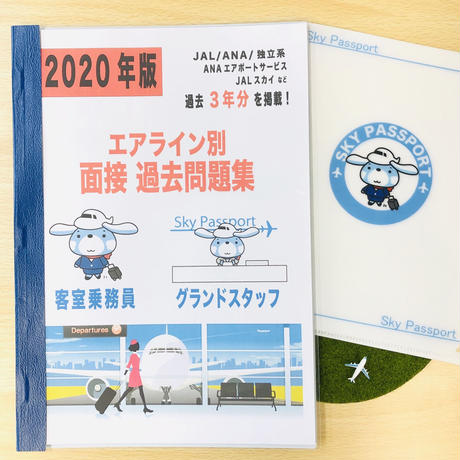 2020年版
JAL/ANA/独立系
ANAエアポートサービス
JALスカイ など
過去 3年分 を掲載！
エアライン別
面接 過去問題集
Sky Passport
客室乗務員
グランドスタッフ
Departures
Sky Passport
SKY PASSPORT
Sky Passport